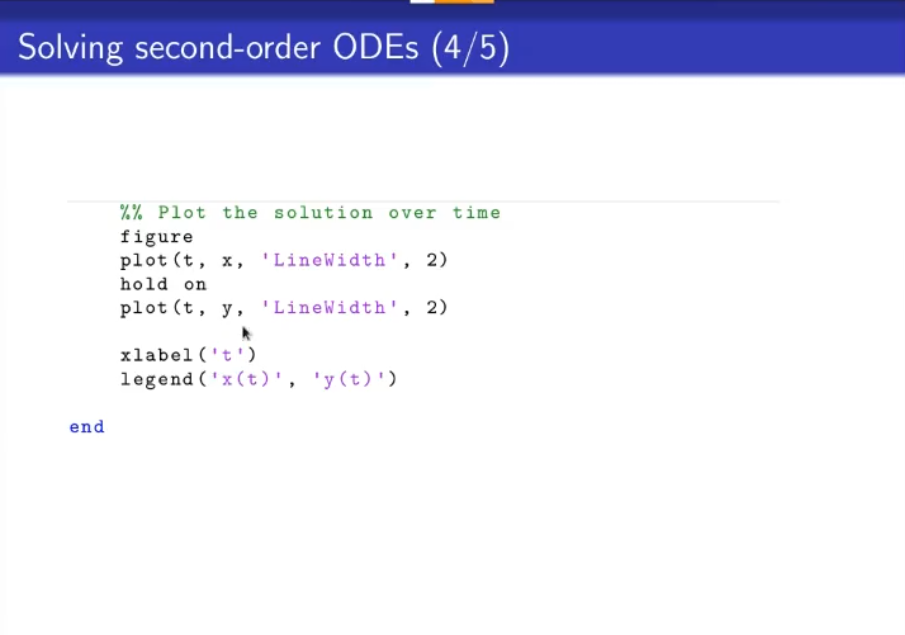 Solving second-order ODEs (4/5)
%% Plot the solution over time
figure
plot(t, x, 'LineWidth', 2)
hold on
plot(t, y, 'LineWidth', 2)
xlabel('t')
legend('x(t)', 'y(t)')
end